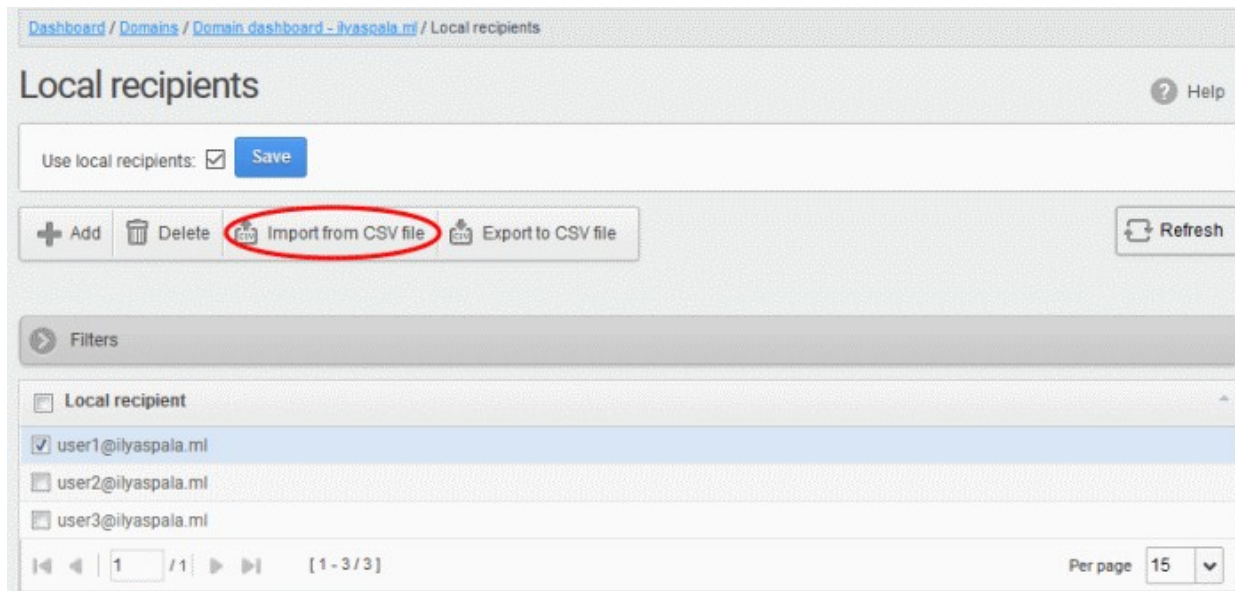 Dashboard / Domains / Domain dashboard - ilyaspala.ml / Local recipients
Local recipients
? Help
Use local recipients: Save
Add Delete CSV Import from CSV file CSV Export to CSV file Refresh
Filters
Local recipient
user1@ilyaspala.ml
user2@ilyaspala.ml
user3@ilyaspala.ml
1 / 1 [ 1 - 3 / 3 ] Per page 15